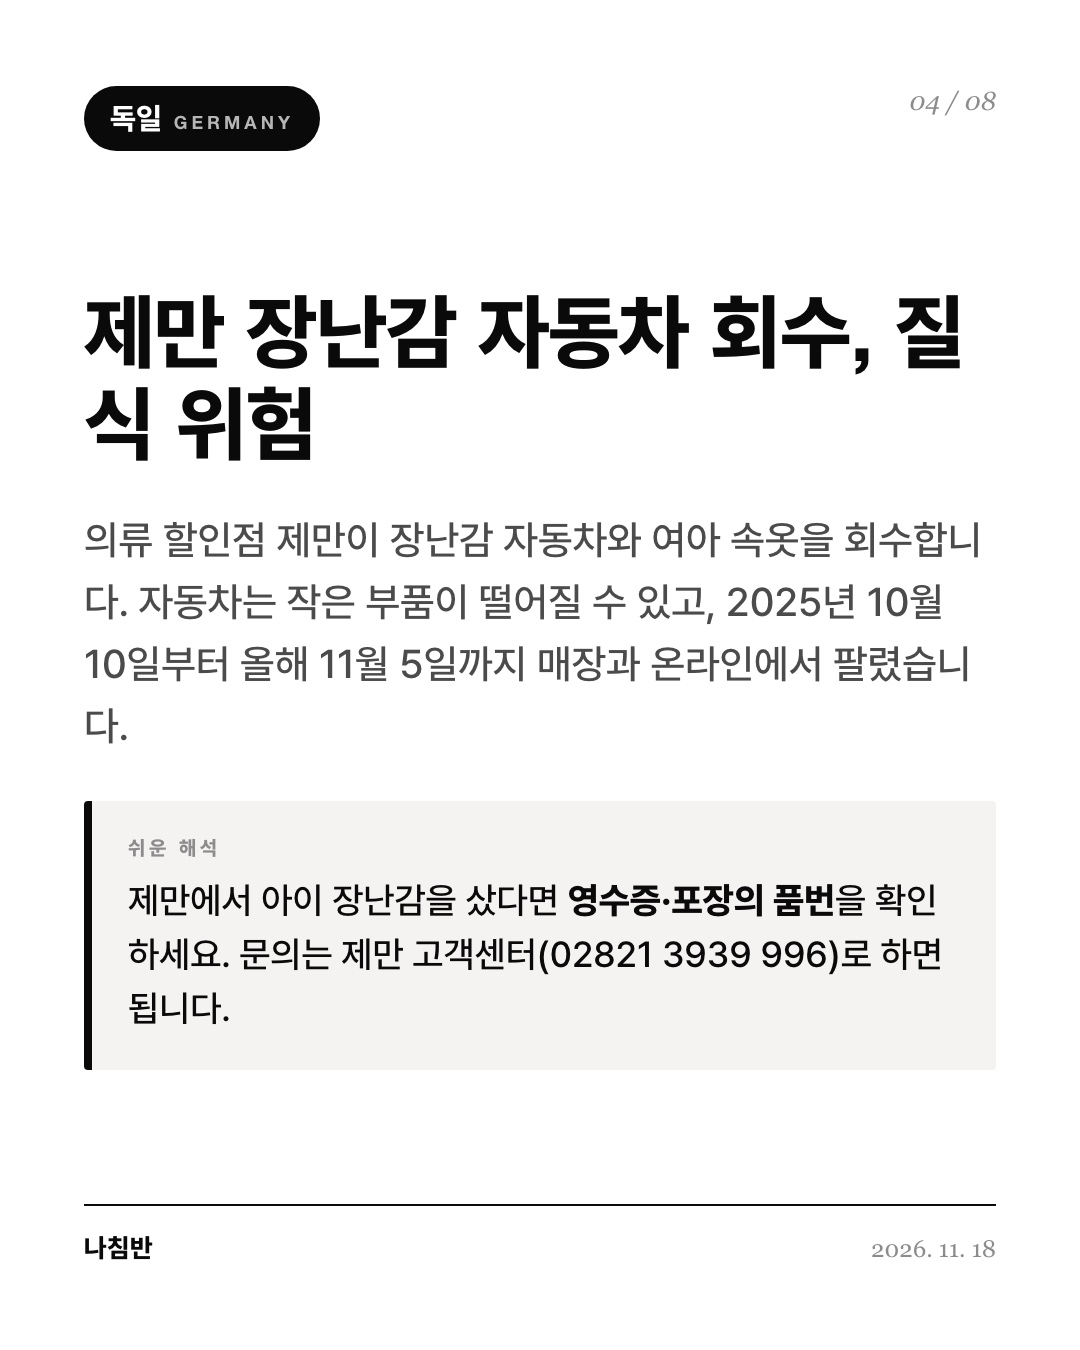 독일 GERMANY
04 / 08
제만 장난감 자동차 회수, 질
식 위험
의류 할인점 제만이 장난감 자동차와 여아 속옷을 회수합니
다. 자동차는 작은 부품이 떨어질 수 있고, 2025년 10월
10일부터 올해 11월 5일까지 매장과 온라인에서 팔렸습니
다.
쉬운 해석
제만에서 아이 장난감을 샀다면 영수증·포장의 품번을 확인
하세요. 문의는 제만 고객센터(02821 3939 996)로 하면
됩니다.
나침반
2026. 11. 18